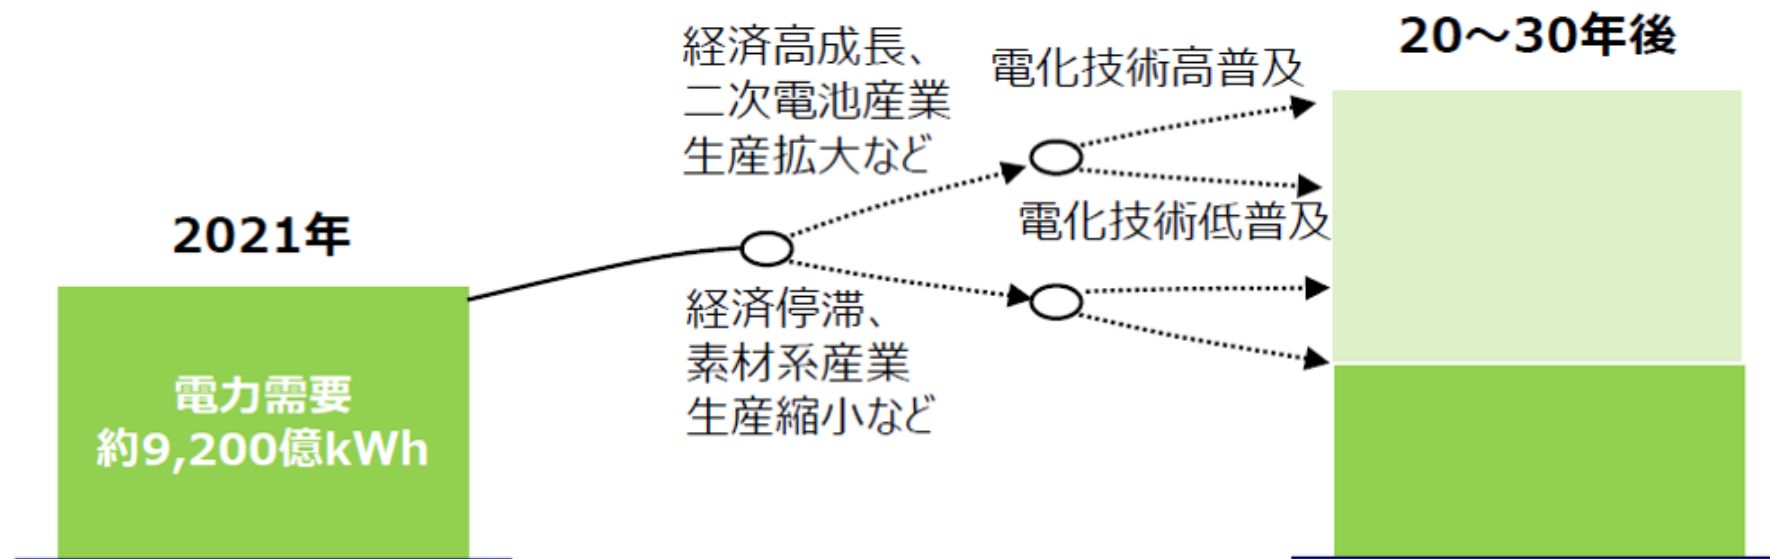 2021年
電力需要
約9,200億kWh
経済高成長、
二次電池産業
生産拡大など
経済停滞、
素材系産業
生産縮小など
電化技術高普及
電化技術低普及
20～30年後